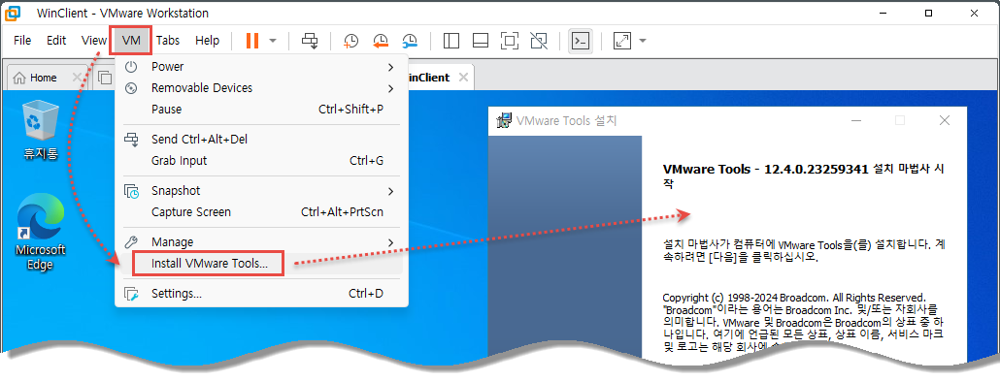 WinClient - VMware Workstation
File Edit View VM Tabs Help
Home
inClient
Power
Removable Devices
Pause Ctrl+Shift+P
Send Ctrl+Alt+Del
Grab Input Ctrl+G
Snapshot
Capture Screen Ctrl+Alt+PrtScn
Manage
Install VMware Tools...
Settings... Ctrl+D
휴지통
Microsoft
Edge
VMware Tools 설치
VMware Tools - 12.4.0.23259341 설치 마법사 시
작
설치 마법사가 컴퓨터에 VMware Tools을(를) 설치합니다. 계
속하려면 [다음]을 클릭하십시오.
Copyright (c) 1998-2024 Broadcom. All Rights Reserved.
"Broadcom"이라는 용어는 Broadcom Inc. 및/또는 자회사를
의미합니다. VMware 및 Broadcom은 Broadcom의 상표 중 하
나입니다. 여기에 언급된 모든 상표, 상표 이름, 서비스 마크
및 로고는 해당 회사에